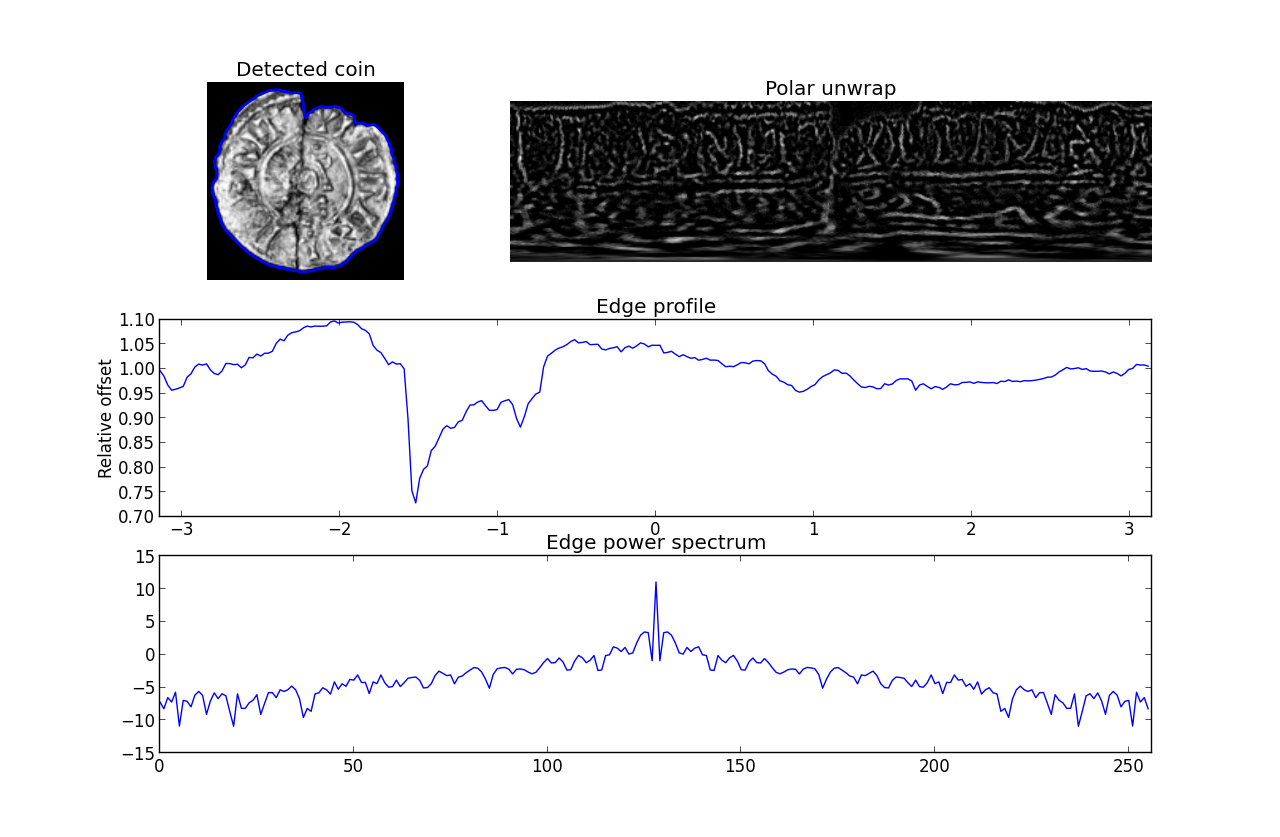 Detected coin
Polar unwrap
Edge profile
Relative offset
1.10
1.05
1.00
0.95
0.90
0.85
0.80
0.75
0.70
−3 −2 −1 0 1 2 3
Edge power spectrum
15
10
5
0
−5
−10
−15
0 50 100 150 200 250